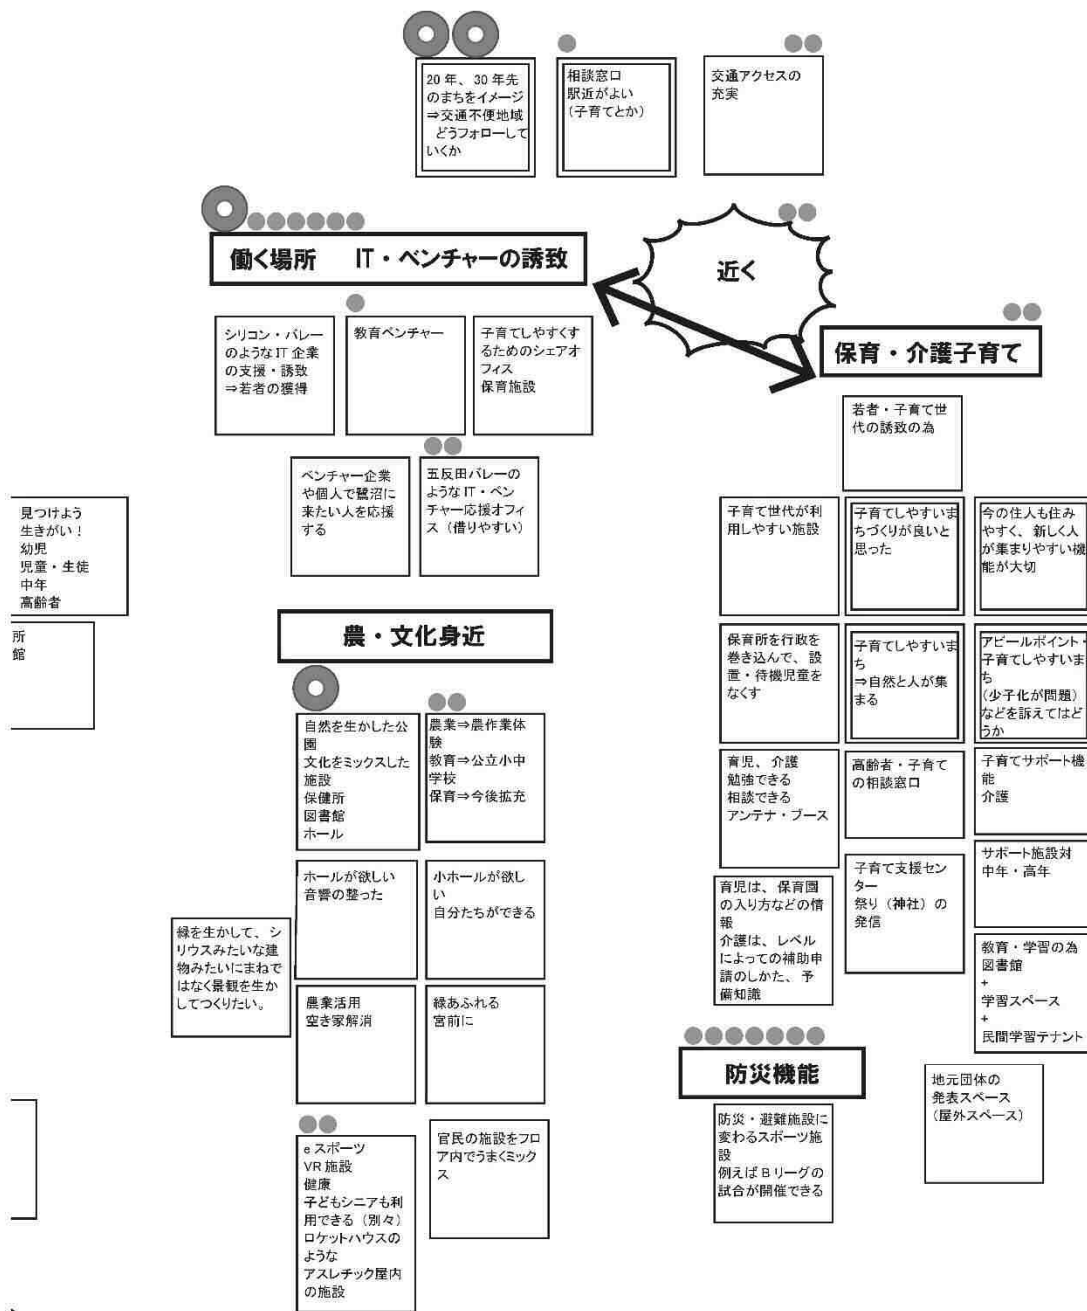 20年、30年先
のまちをイメージ
⇒交通不便地域
どうフォローして
いくか
相談窓口
駅近がよい
(子育てとか)
交通アクセスの
充実
働く場所 IT・ベンチャーの誘致
近く
保育・介護子育て
シリコン・バレー
のようなIT企業
の支援・誘致
⇒若者の獲得
教育ベンチャー
子育てしやすくす
るためのシェアオ
フィス
保育施設
ベンチャー企業
や個人で鷺沼に
来たい人を応援
する
五反田バレーの
ようなIT・ベン
チャー応援オフィ
ス(借りやすい)
若者・子育て世
代の誘致の為
子育て世代が利
用しやすい施設
子育てしやすいま
ちづくりが良いと
思った
今の住人も住み
やすく、新しく人
が集まりやすい機
能が大切
保育所を行政を
巻き込んで、設
置・待機児童を
なくす
子育てしやすいま
ち
⇒自然と人が集
まる
アピールポイント・
子育てしやすいま
ち
(少子化が問題)
などを訴えてはど
うか
育児、介護
勉強できる
相談できる
アンテナ・ブース
高齢者・子育て
の相談窓口
子育てサポート機
能
介護
育児は、保育園
の入り方などの情
報
介護は、レベル
によっての補助申
請のしかた、予
備知識
子育て支援セン
ター
祭り(神社)の
発信
サポート施設対
中年・高年
教育・学習の為
図書館
+
学習スペース
+
民間学習テナント
見つけよう
生きがい！
幼児
児童・生徒
中年
高齢者
所
館
農・文化身近
自然を生かした公
園
文化をミックスした
施設
保健所
図書館
ホール
農業⇒農作業体
験
教育⇒公立小中
学校
保育⇒今後拡充
ホールが欲しい
音響の整った
小ホールが欲し
い
自分たちができる
緑を生かして、シ
リウスみたいな建
物みたいにまねで
はなく景観を生か
してつくりたい。
農業活用
空き家解消
緑あふれる
宮前に
eスポーツ
VR施設
健康
子どもシニアも利
用できる(別々)
ロケットハウスの
ような
アスレチック屋内
の施設
官民の施設をフロ
ア内でうまくミック
ス
防災機能
防災・避難施設に
変わるスポーツ施
設
例えばBリーグの
試合が開催できる
地元団体の
発表スペース
(屋外スペース)